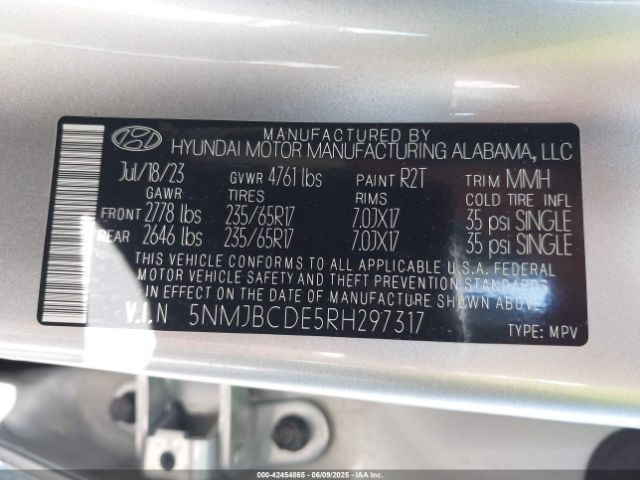 MANUFACTURED BY
HYUNDAI MOTOR MANUFACTURING ALABAMA, LLC
Jul/18/23 GVWR 4761 lbs PAINT R2T TRIM MMH
GAWR TIRES RIMS COLD TIRE INFL
FRONT 2778 lbs 235/65R17 7.0JX17 35 psi SINGLE
REAR 2646 lbs 235/65R17 7.0JX17 35 psi SINGLE
THIS VEHICLE CONFORMS TO ALL APPLICABLE U.S.A. FEDERAL
MOTOR VEHICLE SAFETY AND THEFT PREVENTION STANDARDS
IN EFFECT ON THE DATE OF MANUFACTURE SHOWN ABOVE.
V.I.N 5NMJBCDE5RH297317
TYPE: MPV
000-42454865 - 06/09/2025 - IAAI.COM